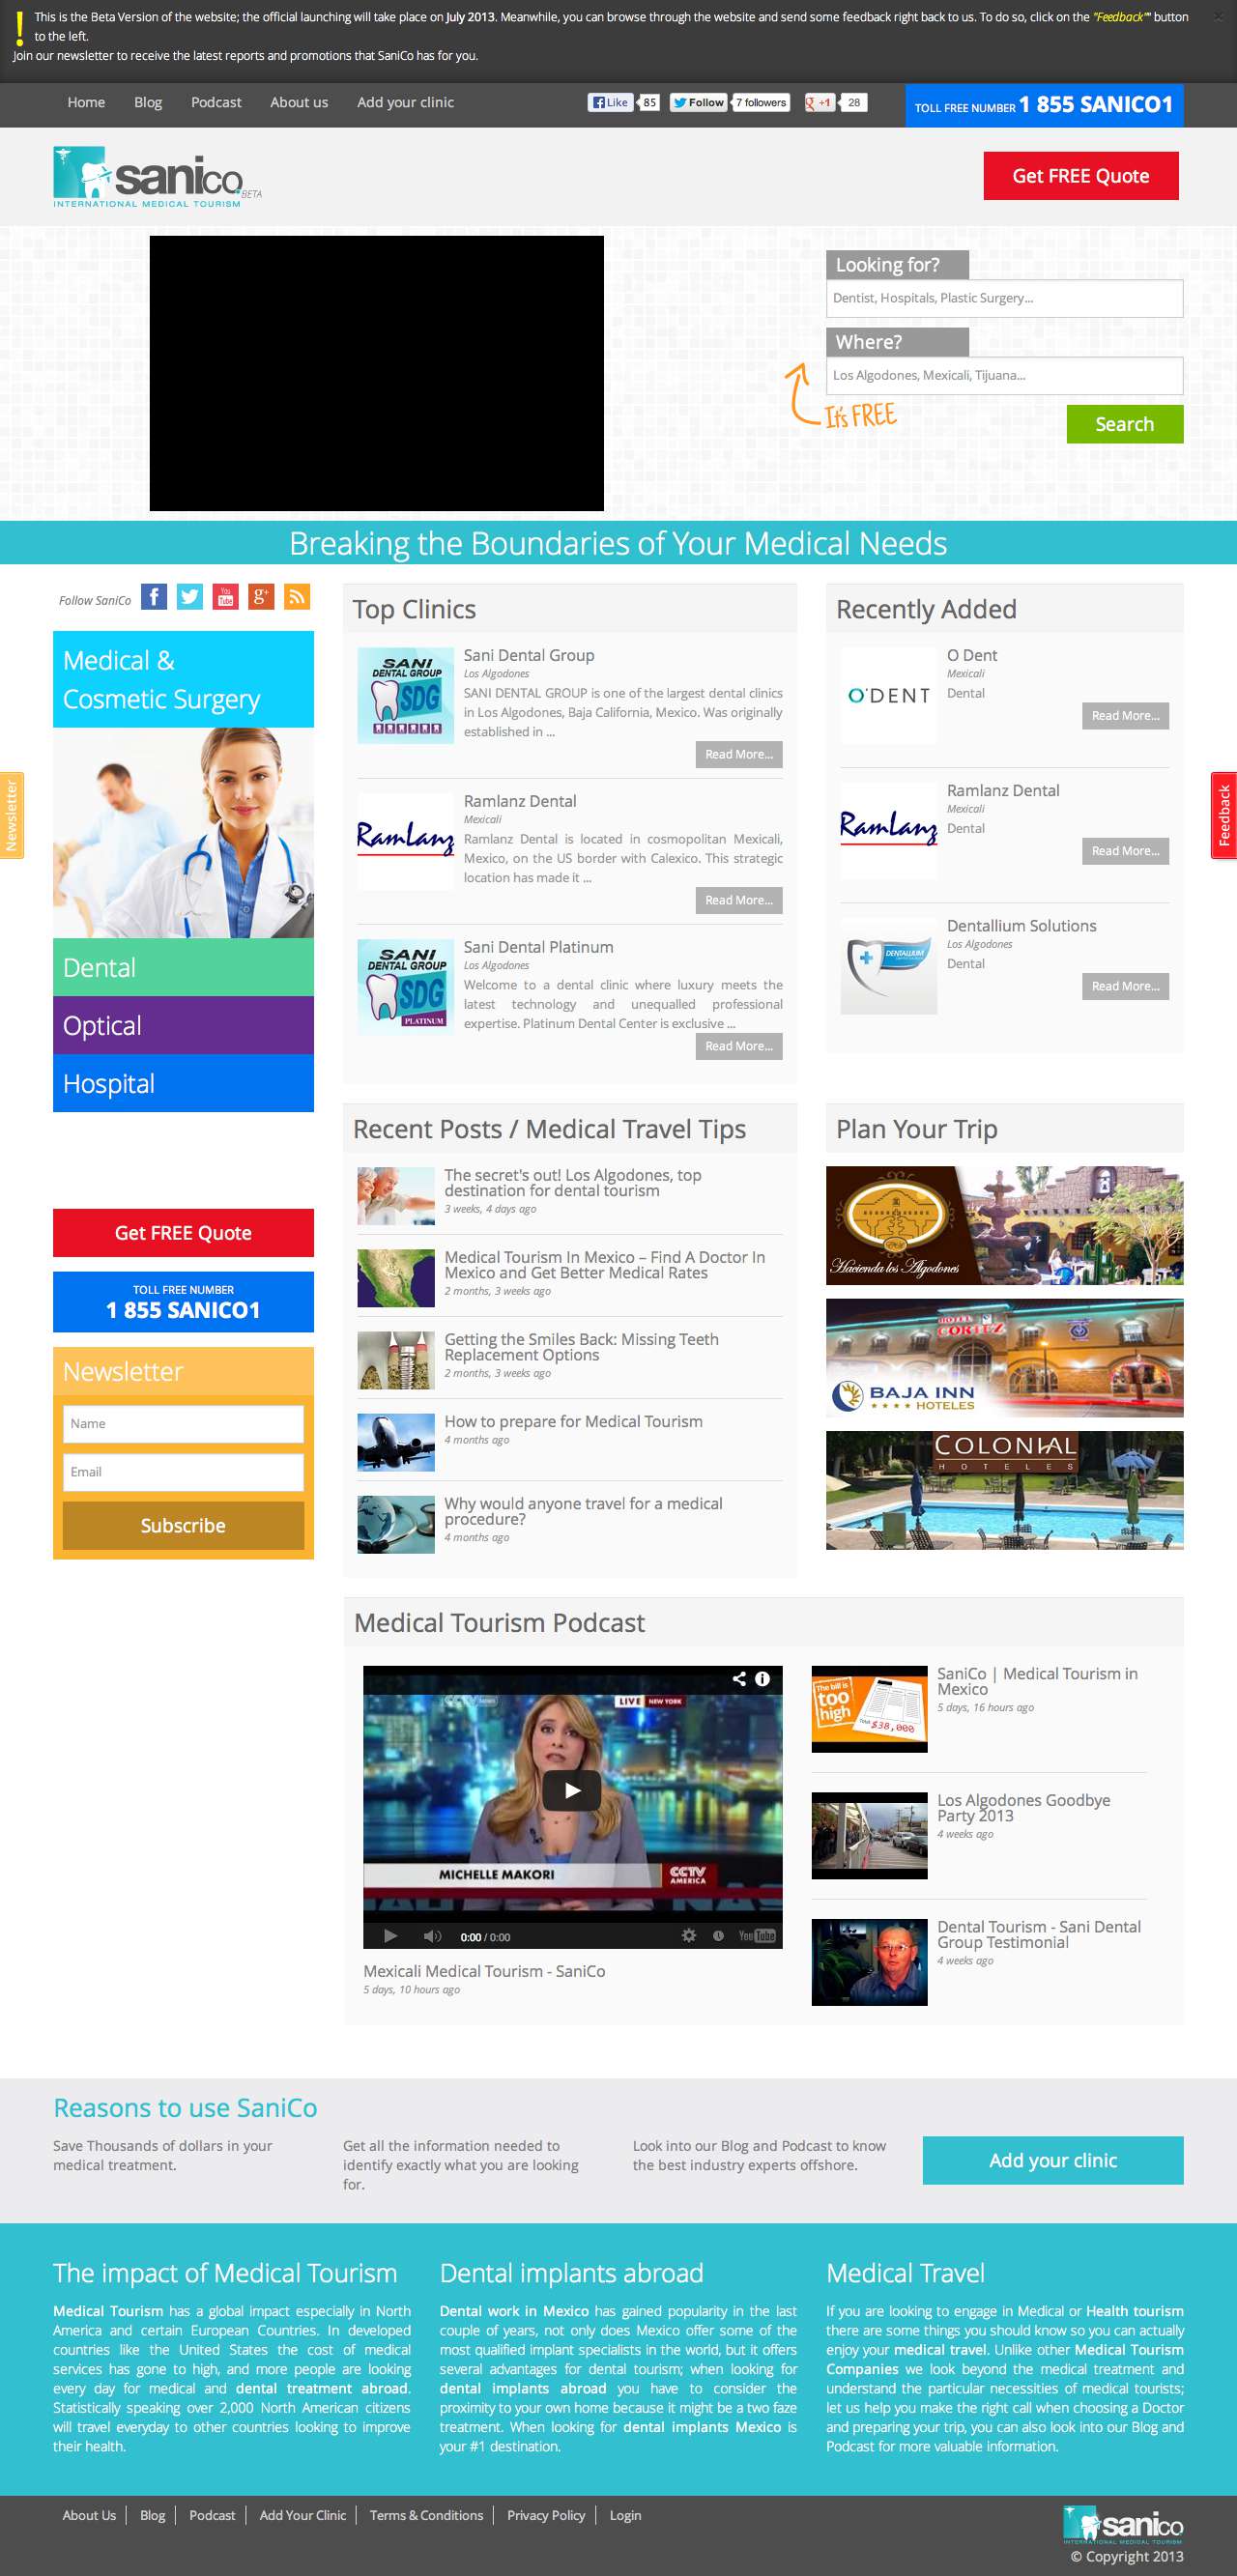 This is the Beta Version of the website; the official launching will take place on July 2013. Meanwhile, you can browse through the website and send some feedback right back to us. To do so, click on the "Feedback"" button
to the left.
Join our newsletter to receive the latest reports and promotions that SaniCo has for you.
Home Blog Podcast About us Add your clinic
Like 85 Follow 7 followers +1 28
TOLL FREE NUMBER 1 855 SANICO1
sanico BETA
INTERNATIONAL MEDICAL TOURISM
Get FREE Quote
Looking for?
Dentist, Hospitals, Plastic Surgery...
Where?
Los Algodones, Mexicali, Tijuana...
It's FREE
Search
Breaking the Boundaries of Your Medical Needs
Follow SaniCo
You Tube
Medical &
Cosmetic Surgery
Dental
Optical
Hospital
Newsletter
Feedback
Top Clinics
SANI
DENTAL GROUP
SDG
Sani Dental Group
Los Algodones
SANI DENTAL GROUP is one of the largest dental clinics
in Los Algodones, Baja California, Mexico. Was originally
established in ...
Read More...
RamLanz
Ramlanz Dental
Mexicali
Ramlanz Dental is located in cosmopolitan Mexicali,
Mexico, on the US border with Calexico. This strategic
location has made it ...
Read More...
SANI
DENTAL GROUP
SDG
PLATINUM
Sani Dental Platinum
Los Algodones
Welcome to a dental clinic where luxury meets the
latest technology and unequalled professional
expertise. Platinum Dental Center is exclusive ...
Read More...
Recently Added
O'DENT
O Dent
Mexicali
Dental
Read More...
RamLanz
Ramlanz Dental
Mexicali
Dental
Read More...
DENTALLIUM
Dentallium Solutions
Los Algodones
Dental
Read More...
Get FREE Quote
TOLL FREE NUMBER
1 855 SANICO1
Newsletter
Name
Email
Subscribe
Recent Posts / Medical Travel Tips
The secret's out! Los Algodones, top
destination for dental tourism
3 weeks, 4 days ago
Medical Tourism In Mexico – Find A Doctor In
Mexico and Get Better Medical Rates
2 months, 3 weeks ago
Getting the Smiles Back: Missing Teeth
Replacement Options
2 months, 3 weeks ago
How to prepare for Medical Tourism
4 months ago
Why would anyone travel for a medical
procedure?
4 months ago
Plan Your Trip
Hacienda los Algodones
HOTEL
CORTEZ
BAJA INN
HOTELES
COLONIAL
HOTELES
Medical Tourism Podcast
LIVE NEW YORK
MICHELLE MAKORI
CCTV
AMERICA
0:00 / 0:00
YouTube
Mexicali Medical Tourism - SaniCo
5 days, 10 hours ago
The bill is
too
high
Total $38,000
SaniCo | Medical Tourism in
Mexico
5 days, 16 hours ago
Los Algodones Goodbye
Party 2013
4 weeks ago
Dental Tourism - Sani Dental
Group Testimonial
4 weeks ago
Reasons to use SaniCo
Save Thousands of dollars in your
medical treatment.
Get all the information needed to
identify exactly what you are looking
for.
Look into our Blog and Podcast to know
the best industry experts offshore.
Add your clinic
The impact of Medical Tourism
Medical Tourism has a global impact especially in North
America and certain European Countries. In developed
countries like the United States the cost of medical
services has gone to high, and more people are looking
every day for medical and dental treatment abroad.
Statistically speaking over 2,000 North American citizens
will travel everyday to other countries looking to improve
their health.
Dental implants abroad
Dental work in Mexico has gained popularity in the last
couple of years, not only does Mexico offer some of the
most qualified implant specialists in the world, but it offers
several advantages for dental tourism; when looking for
dental implants abroad you have to consider the
proximity to your own home because it might be a two faze
treatment. When looking for dental implants Mexico is
your #1 destination.
Medical Travel
If you are looking to engage in Medical or Health tourism
there are some things you should know so you can actually
enjoy your medical travel. Unlike other Medical Tourism
Companies we look beyond the medical treatment and
understand the particular necessities of medical tourists;
let us help you make the right call when choosing a Doctor
and preparing your trip, you can also look into our Blog and
Podcast for more valuable information.
About Us Blog Podcast Add Your Clinic Terms & Conditions Privacy Policy Login
sanico
INTERNATIONAL MEDICAL TOURISM
© Copyright 2013